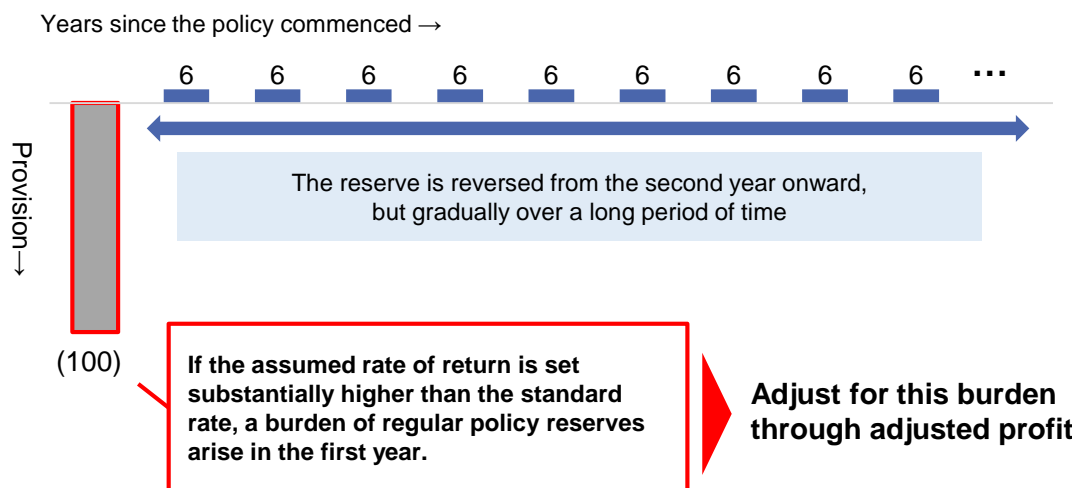 Years since the policy commenced →
6 6 6 6 6 6 6 6 6 ...
Provision→
The reserve is reversed from the second year onward,
but gradually over a long period of time
(100)
If the assumed rate of return is set
substantially higher than the standard
rate, a burden of regular policy reserves
arise in the first year.
Adjust for this burden
through adjusted profit